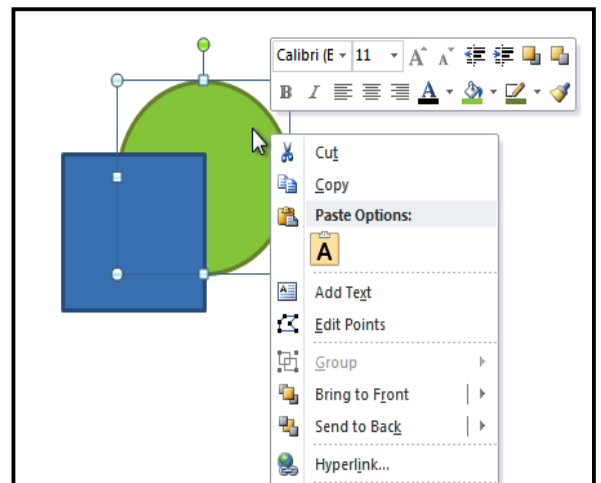 Calibri (E 11 A A
B I A
Cut
Copy
Paste Options:
A
Add Text
Edit Points
Group
Bring to Front
Send to Back
Hyperlink...